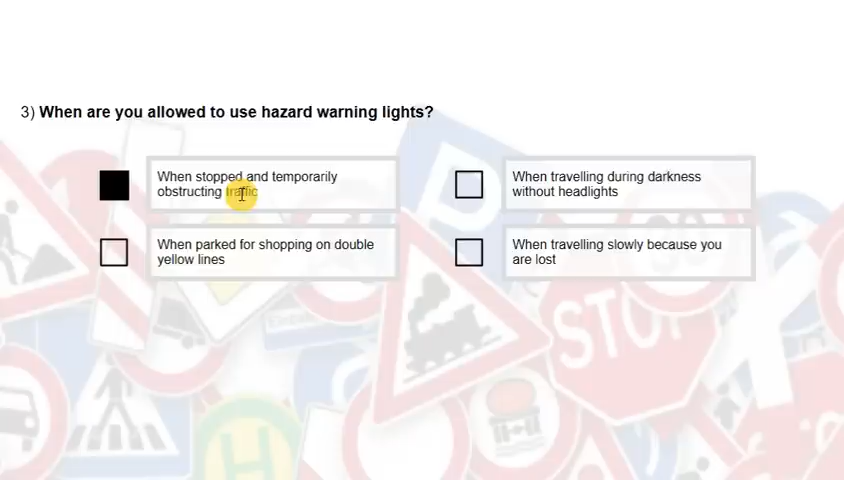 3) When are you allowed to use hazard warning lights?
When stopped and temporarily
obstructing traffic
When travelling during darkness
without headlights
When parked for shopping on double
yellow lines
When travelling slowly because you
are lost
STOP
H